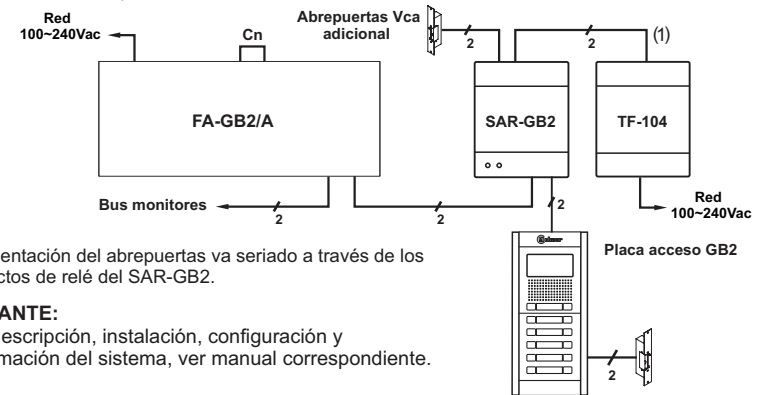 Red
100~240Vac
Cn
Abrepuertas Vca
adicional
2
2
(1)
FA-GB2/A
SAR-GB2
TF-104
Bus monitores
2
2
2
Red
100~240Vac
Placa acceso GB2
Golmar
entación del abrepuertas va seriado a través de los
ctos de relé del SAR-GB2.
ANTE:
escripción, instalación, configuración y
mación del sistema, ver manual correspondiente.
2